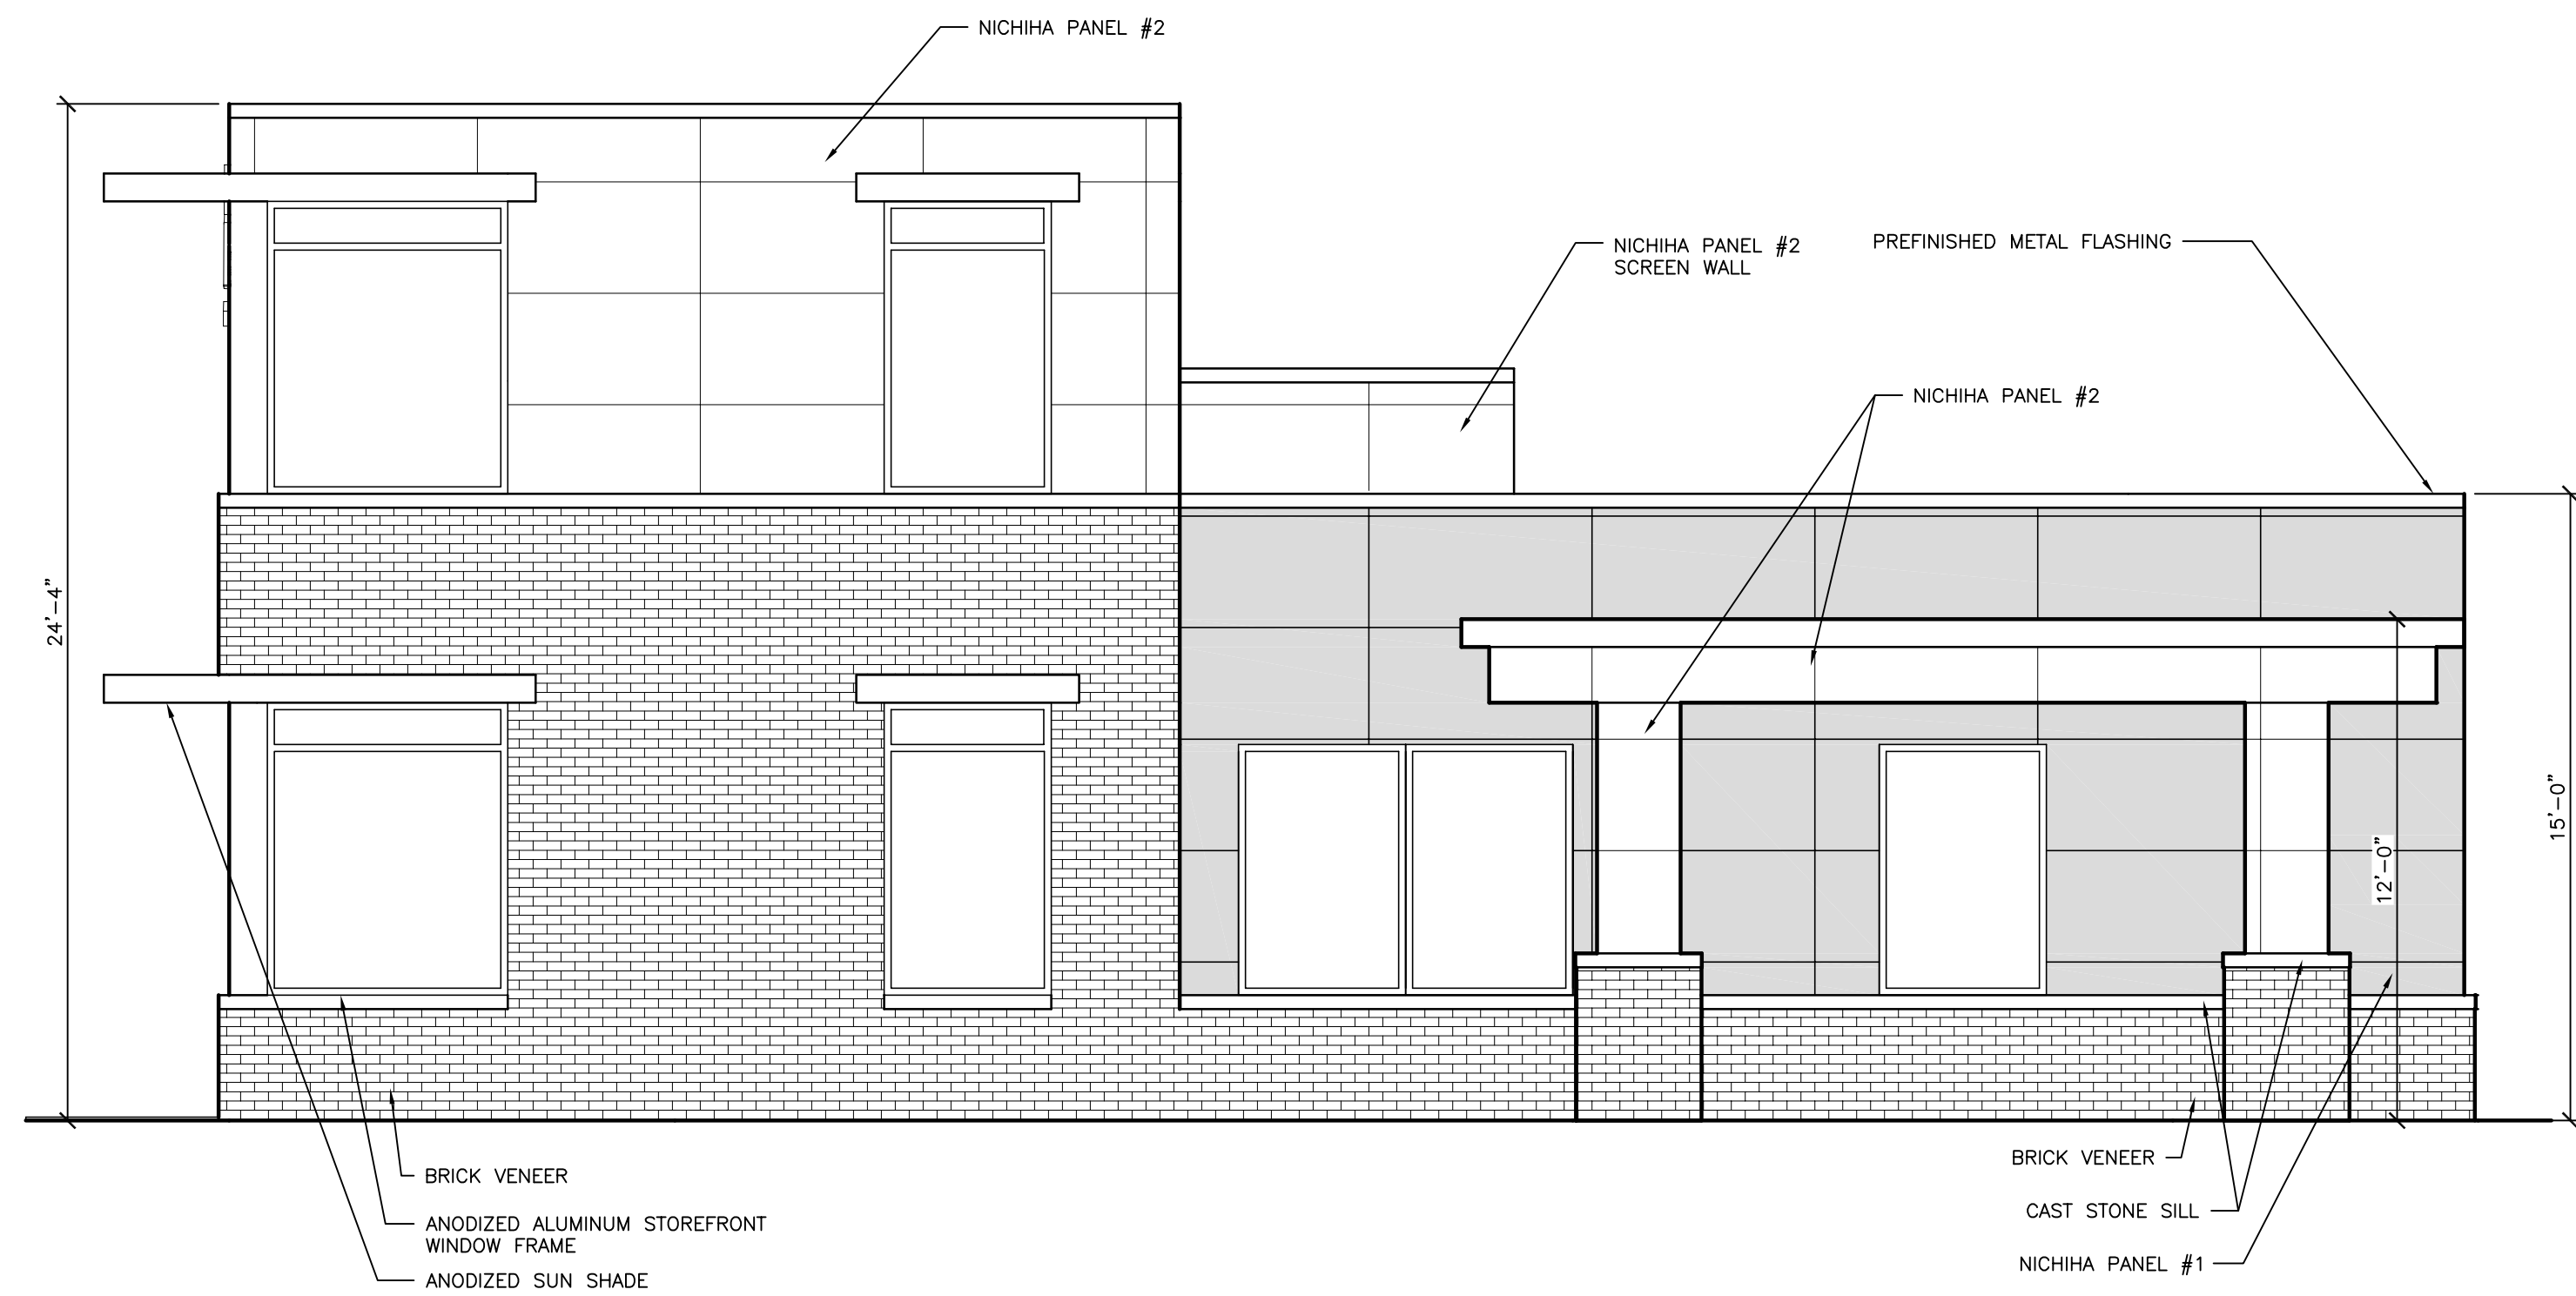 NICHIHA PANEL #2
NICHIHA PANEL #2
SCREEN WALL
PREFINISHED METAL FLASHING
NICHIHA PANEL #2
24'-4"
15'-0"
12'-0"
BRICK VENEER
ANODIZED ALUMINUM STOREFRONT
WINDOW FRAME
ANODIZED SUN SHADE
BRICK VENEER
CAST STONE SILL
NICHIHA PANEL #1